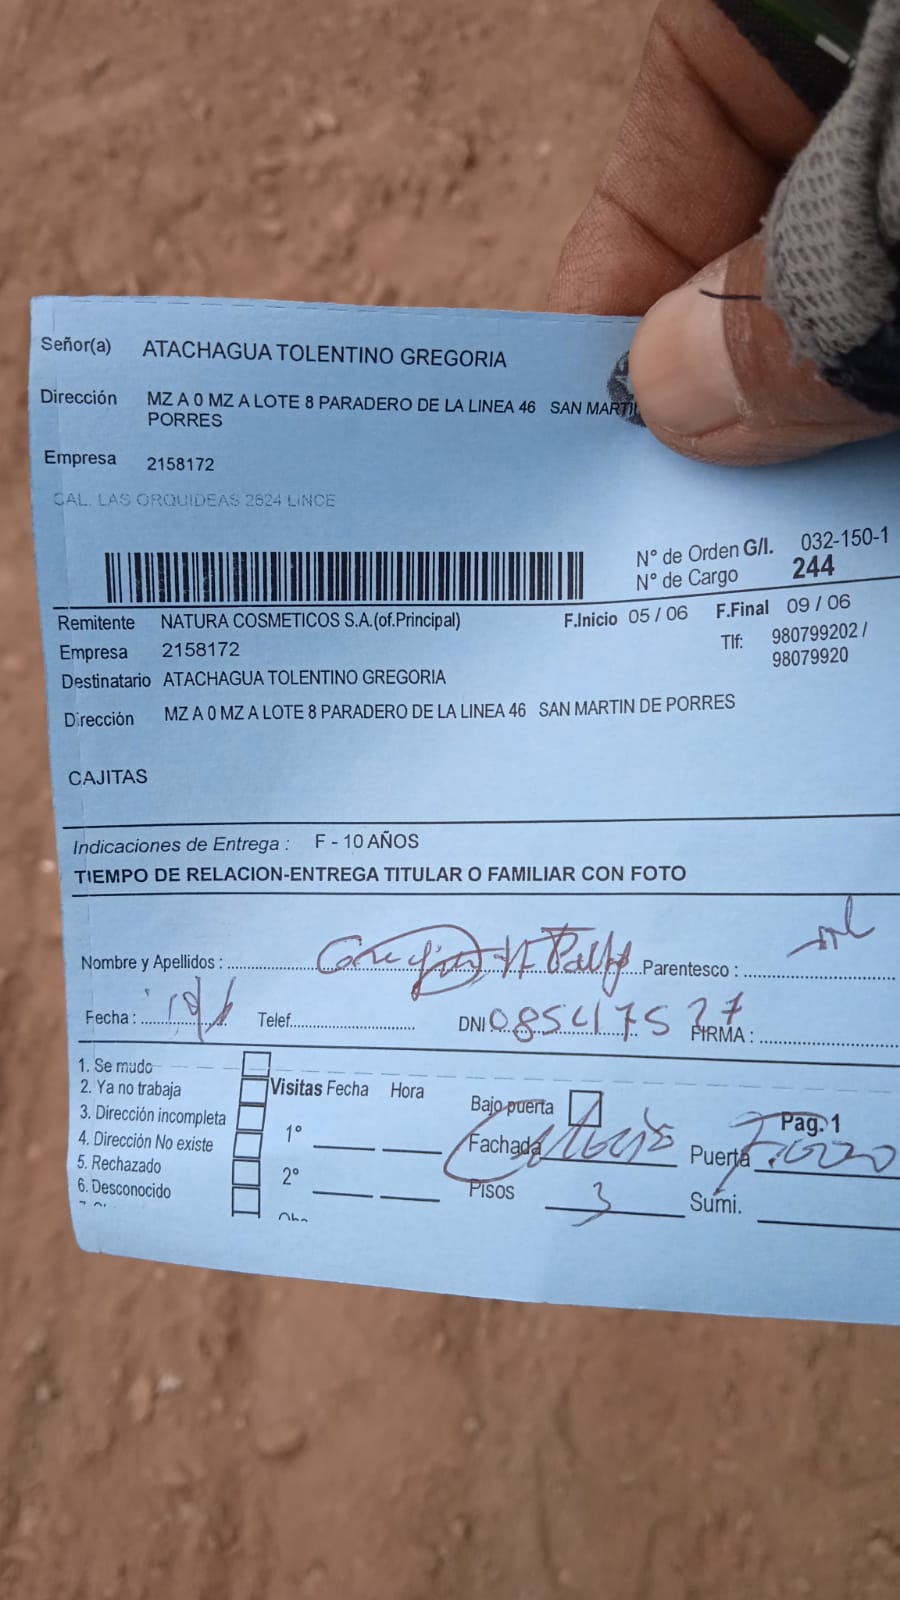 Señor(a) ATACHAGUA TOLENTINO GREGORIA
Dirección MZ A 0 MZ A LOTE 8 PARADERO DE LA LINEA 46 SAN MARTI
PORRES
Empresa 2158172
CAL. LAS ORQUIDEAS 2824 LINCE
N° de Orden G/I. 032-150-1
N° de Cargo 244
Remitente NATURA COSMETICOS S.A.(of.Principal) F.Inicio 05 / 06 F.Final 09 / 06
Empresa 2158172 Tlf: 980799202 /
98079920
Destinatario ATACHAGUA TOLENTINO GREGORIA
Dirección MZ A 0 MZ A LOTE 8 PARADERO DE LA LINEA 46 SAN MARTIN DE PORRES
CAJITAS
Indicaciones de Entrega : F - 10 AÑOS
TIEMPO DE RELACION-ENTREGA TITULAR O FAMILIAR CON FOTO
Nombre y Apellidos : Parentesco :
Fecha : Telef. DNI: 08547527 FIRMA :
1. Se mudo
2. Ya no trabaja
3. Dirección incompleta
4. Dirección No existe
5. Rechazado
6. Desconocido
Visitas Fecha Hora
1°
2°
Bajo puerta
Pag. 1
Fachada Puerta
Pisos 3 Sumi.